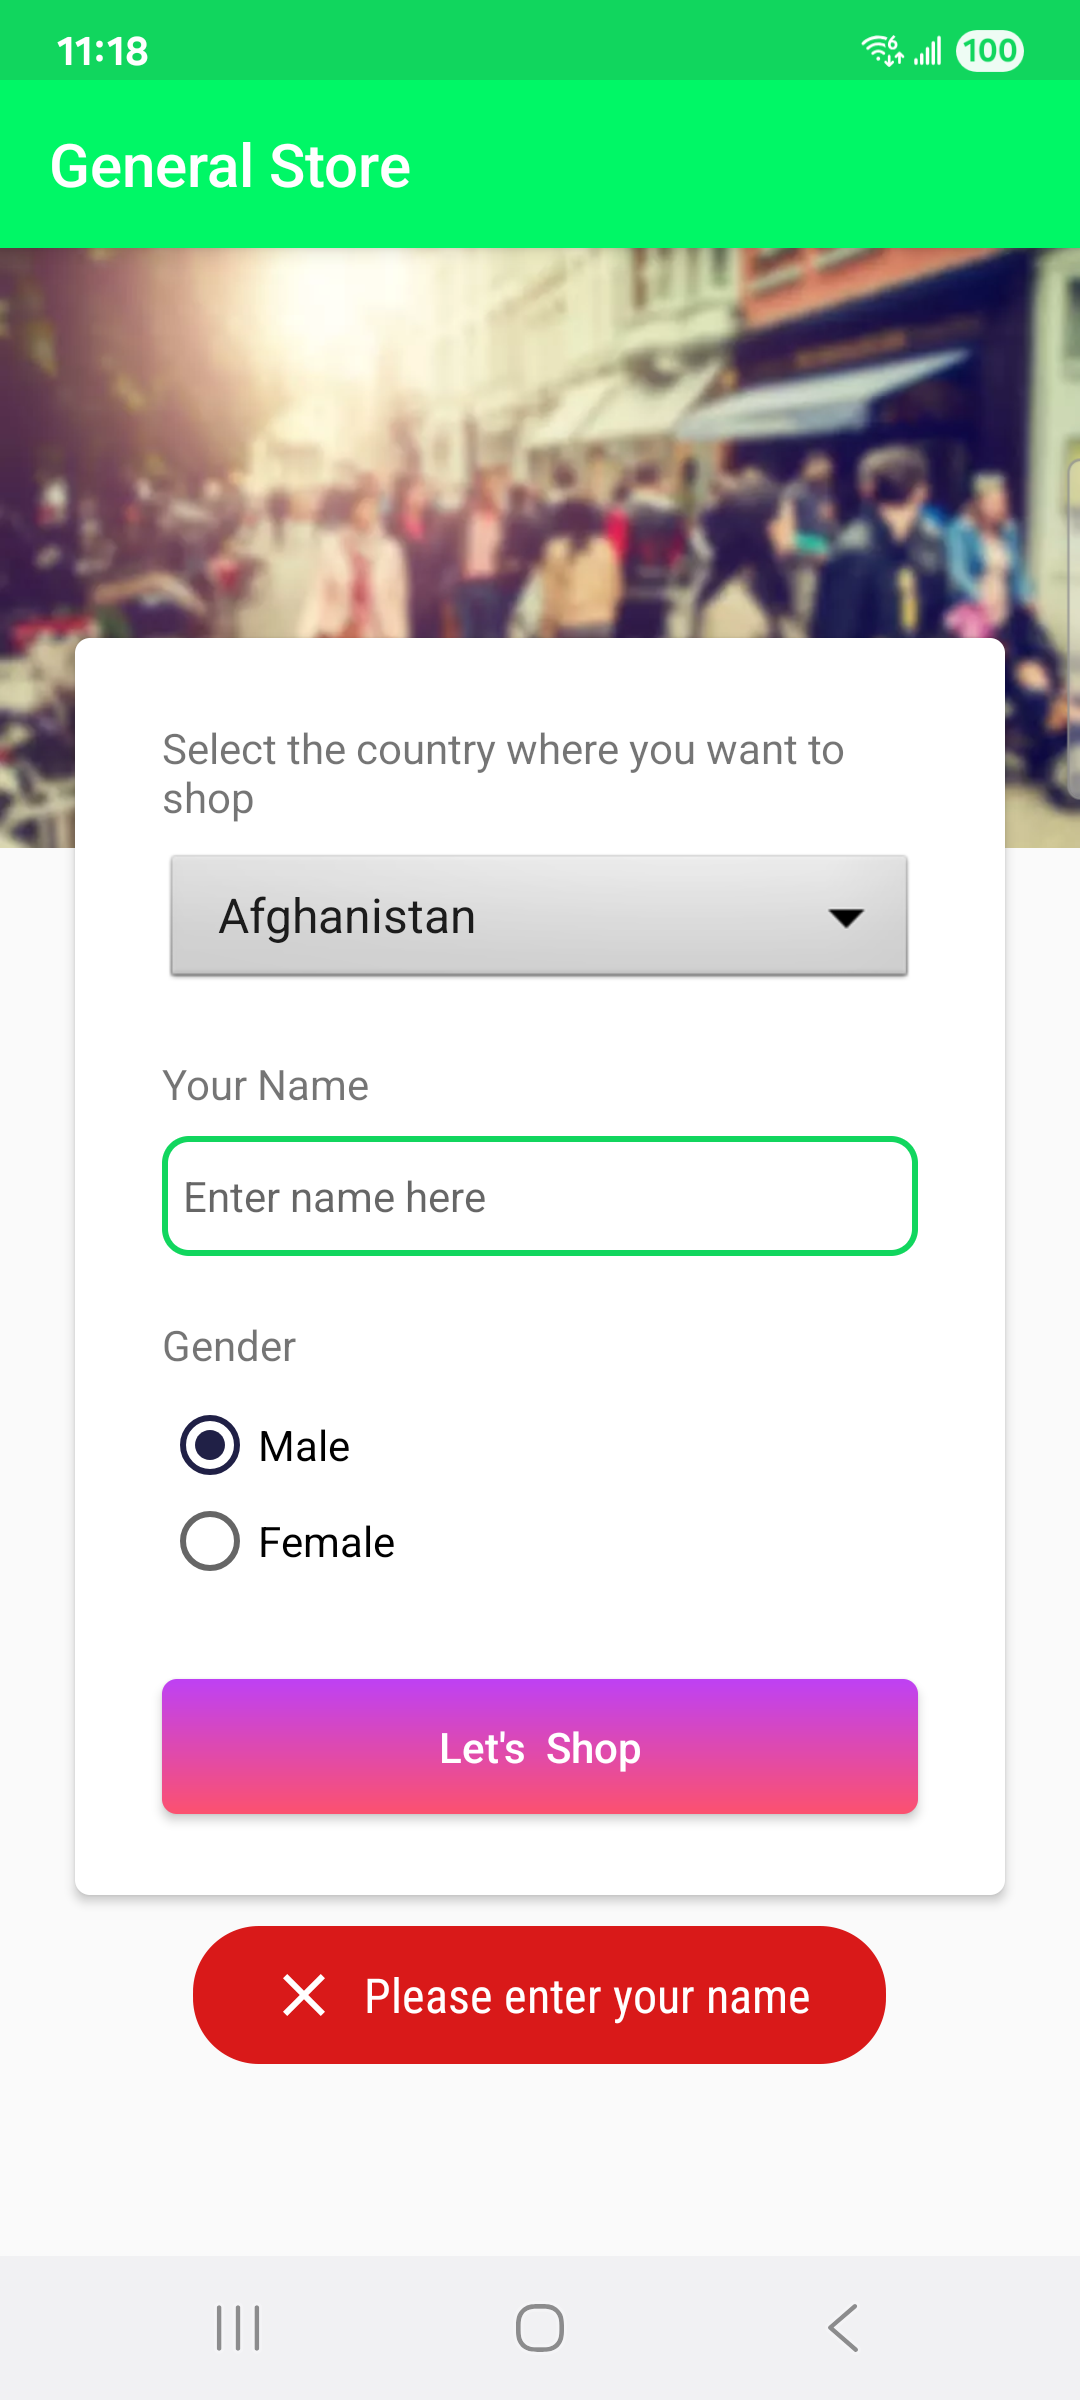 11:18
6
100
General Store
Select the country where you want to
shop
Afghanistan
Your Name
Enter name here
Gender
Male
Female
Let's Shop
Please enter your name